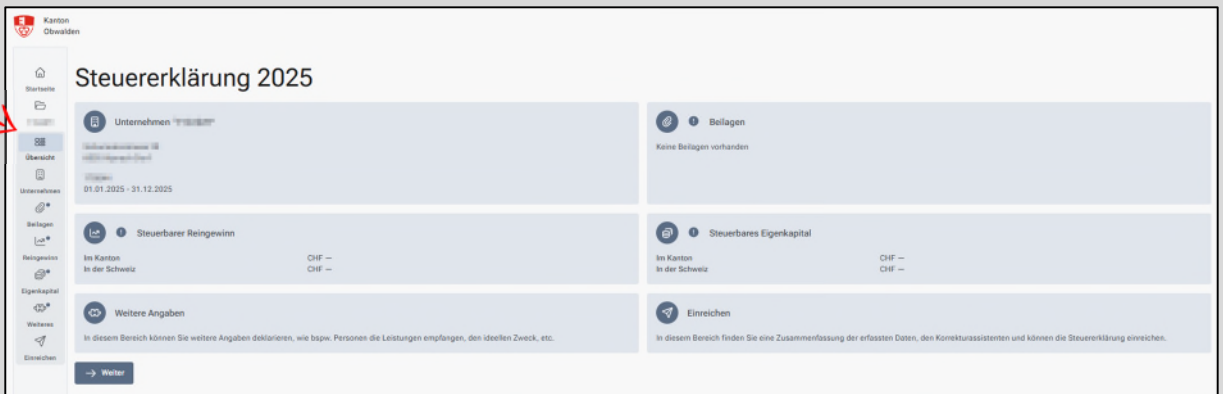 Kanton
Obwalden
Startseite
Übersicht
Unternehmen
Beilagen
Reingewinn
Eigenkapital
Weiteres
Einreichen
Steuererklärung 2025
Unternehmen
01.01.2025 - 31.12.2025
Beilagen
Keine Beilagen vorhanden
Steuerbarer Reingewinn
Im Kanton CHF —
In der Schweiz CHF —
Steuerbares Eigenkapital
Im Kanton CHF —
In der Schweiz CHF —
Weitere Angaben
In diesem Bereich können Sie weitere Angaben deklarieren, wie bspw. Personen die Leistungen empfangen, den ideellen Zweck, etc.
Einreichen
In diesem Bereich finden Sie eine Zusammenfassung der erfassten Daten, den Korrekturassistenten und können die Steuererklärung einreichen.
Weiter